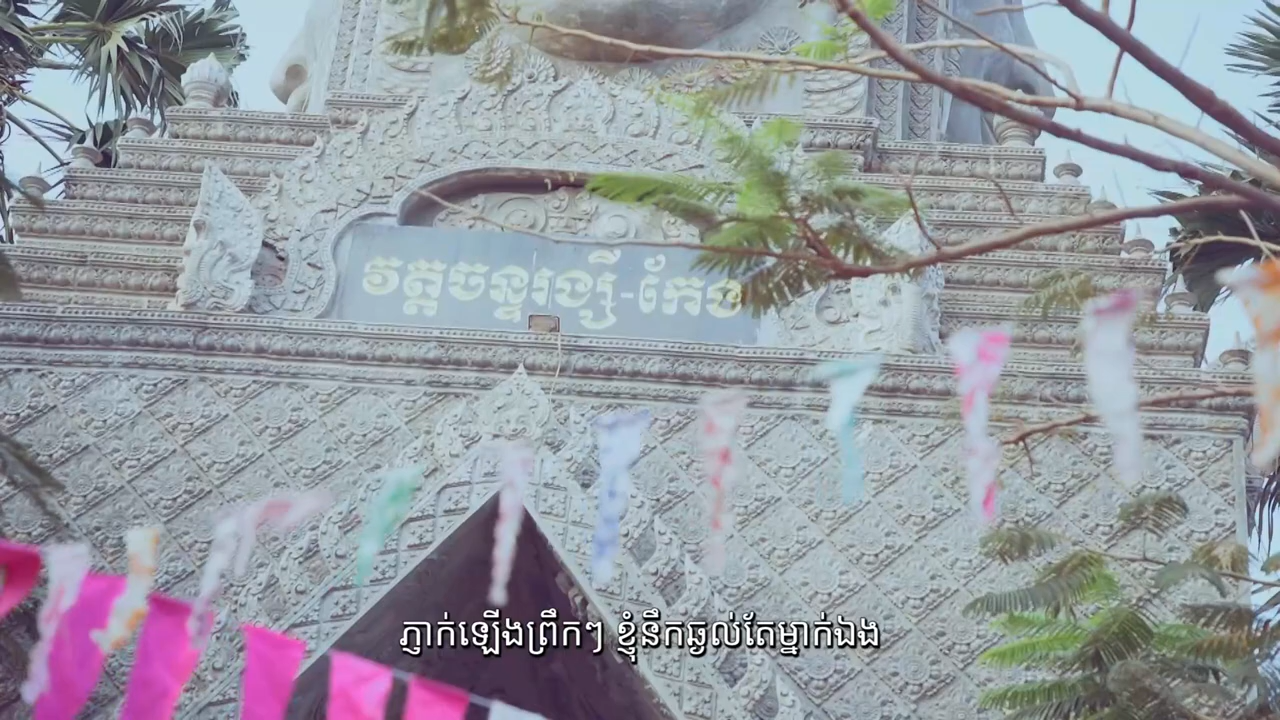 វត្តចន្ទរង្ស៊ី-កែច
ភ្ញាក់ឡើងព្រឹកៗ ខ្ញុំនឹកឆ្ងល់តែម្នាក់ឯង